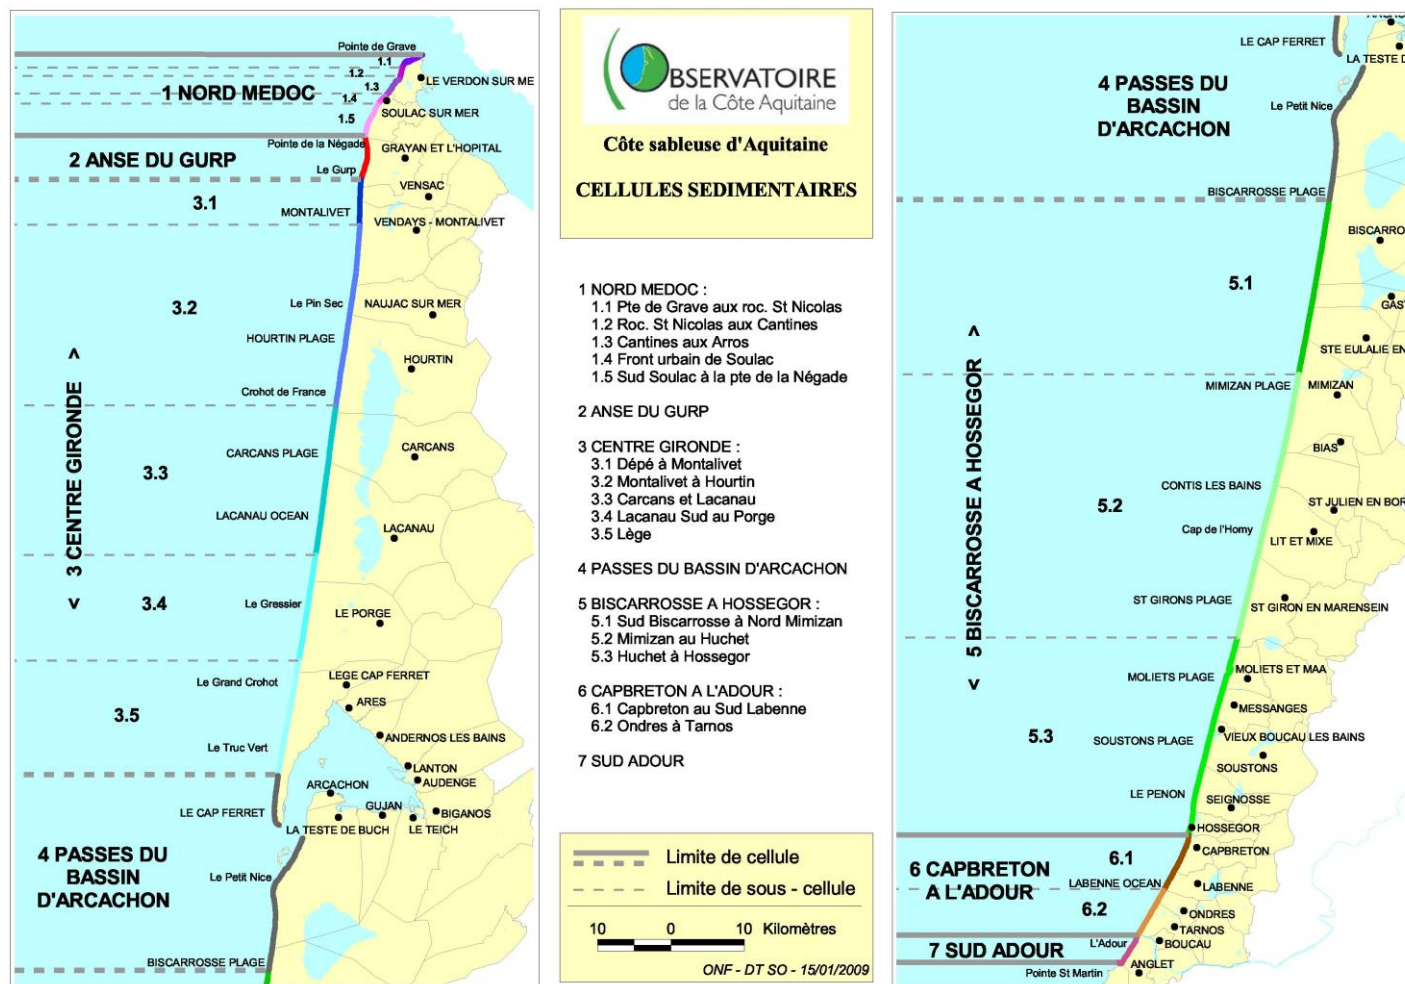 Pointe de Grave
1.1
1.2
LE VERDON SUR ME
1.3
1 NORD MEDOC
1.4
SOULAC SUR MER
1.5
Pointe de la Négade
2 ANSE DU GURP
GRAYAN ET L'HOPITAL
Le Gurp
VENSAC
3.1
MONTALIVET
VENDAYS - MONTALIVET
3.2
Le Pin Sec
NAUJAC SUR MER
HOURTIN PLAGE
HOURTIN
Crohot de France
< 3 CENTRE GIRONDE >
CARCANS PLAGE
CARCANS
3.3
LACANAU OCEAN
LACANAU
3.4
Le Gressier
LE PORGE
Le Grand Crohot
LEGE CAP FERRET
ARES
3.5
ANDERNOS LES BAINS
Le Truc Vert
LANTON
AUDENGE
ARCACHON
LE CAP FERRET
GUJAN
BIGANOS
LA TESTE DE BUCH
LE TEICH
4 PASSES DU
BASSIN
D'ARCACHON
Le Petit Nice
BISCARROSSE PLAGE
OBSERVATOIRE
de la Côte Aquitaine
Côte sableuse d'Aquitaine
CELLULES SEDIMENTAIRES
1 NORD MEDOC :
1.1 Pte de Grave aux roc. St Nicolas
1.2 Roc. St Nicolas aux Cantines
1.3 Cantines aux Arros
1.4 Front urbain de Soulac
1.5 Sud Soulac à la pte de la Négade
2 ANSE DU GURP
3 CENTRE GIRONDE :
3.1 Dépé à Montalivet
3.2 Montalivet à Hourtin
3.3 Carcans et Lacanau
3.4 Lacanau Sud au Porge
3.5 Lège
4 PASSES DU BASSIN D'ARCACHON
5 BISCARROSSE A HOSSEGOR :
5.1 Sud Biscarrosse à Nord Mimizan
5.2 Mimizan au Huchet
5.3 Huchet à Hossegor
6 CAPBRETON A L'ADOUR :
6.1 Capbreton au Sud Labenne
6.2 Ondres à Tarnos
7 SUD ADOUR
Limite de cellule
Limite de sous - cellule
10 0 10 Kilomètres
ONF - DT SO - 15/01/2009
LE CAP FERRET
LA TESTE D
4 PASSES DU
BASSIN
D'ARCACHON
Le Petit Nice
BISCARROSSE PLAGE
BISCARRO
5.1
GAS
STE EULALIE EN
< 5 BISCARROSSE A HOSSEGOR >
MIMIZAN PLAGE
MIMIZAN
BIAS
CONTIS LES BAINS
5.2
ST JULIEN EN BOR
Cap de l'Homy
LIT ET MIXE
ST GIRONS PLAGE
ST GIRON EN MARENSEIN
MOLIETS PLAGE
MOLIETS ET MAA
MESSANGES
5.3
SOUSTONS PLAGE
VIEUX BOUCAU LES BAINS
SOUSTONS
LE PENON
SEIGNOSSE
HOSSEGOR
6.1
CAPBRETON
6 CAPBRETON
A L'ADOUR
LABENNE OCEAN
LABENNE
6.2
ONDRES
TARNOS
L'Adour
BOUCAU
7 SUD ADOUR
Pointe St Martin
ANGLET